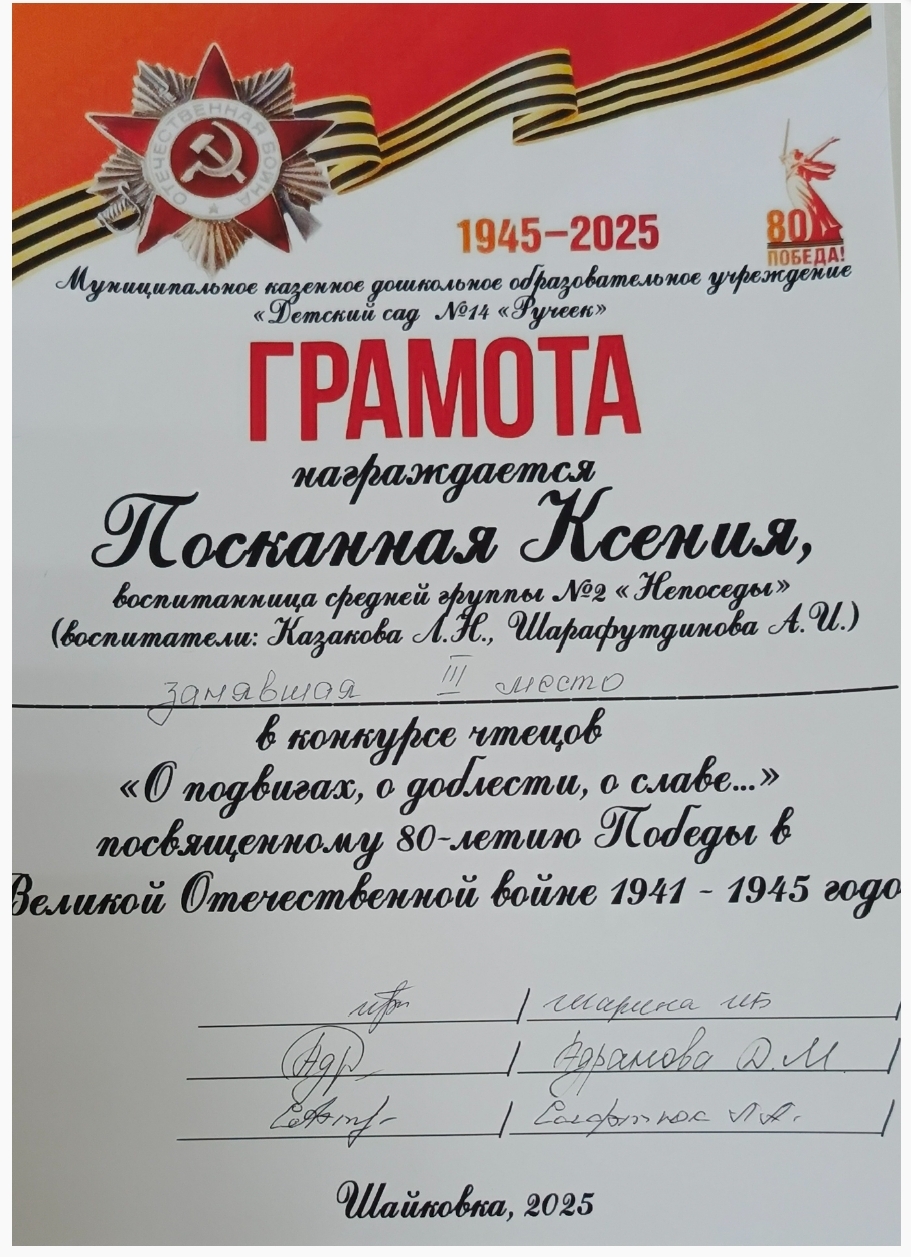 ОТЕЧЕСТВЕННАЯ ВОЙНА
1945–2025
80
ПОБЕДА!
Муниципальное казенное дошкольное образовательное учреждение
«Детский сад №14 «Ручеек»
ГРАМОТА
награждается
Посканная Ксения,
воспитанница средней группы №2 «Непоседы»
(воспитатели: Казакова Л.Н., Шарафутдинова А.И.)
занявшая III место
в конкурсе чтецов
«О подвигах, о доблести, о славе...»
посвященному 80-летию Победы в
Великой Отечественной войне 1941 - 1945 годо
Шарина
Д.М
Л.А.
Шайковка, 2025